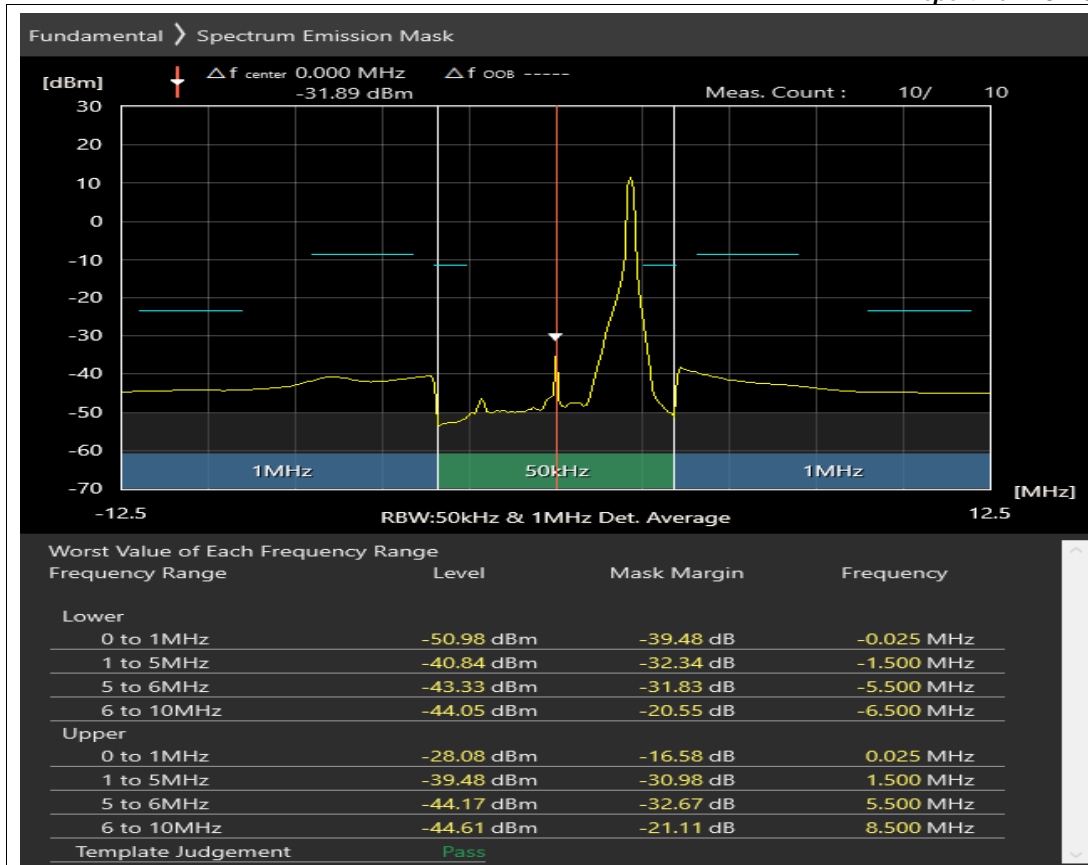 Fundamental 》 Spectrum Emission Mask
△ f center 0.000 MHz △ f OOB -----
[dBm] -31.89 dBm Meas. Count : 10/ 10
30
20
10
0
-10
-20
-30
-40
-50
-60
1MHz 50kHz 1MHz
-70
[MHz]
-12.5 RBW:50kHz & 1MHz Det. Average 12.5
Worst Value of Each Frequency Range
Frequency Range Level Mask Margin Frequency
Lower
0 to 1MHz -50.98 dBm -39.48 dB -0.025 MHz
1 to 5MHz -40.84 dBm -32.34 dB -1.500 MHz
5 to 6MHz -43.33 dBm -31.83 dB -5.500 MHz
6 to 10MHz -44.05 dBm -20.55 dB -6.500 MHz
Upper
0 to 1MHz -28.08 dBm -16.58 dB 0.025 MHz
1 to 5MHz -39.48 dBm -30.98 dB 1.500 MHz
5 to 6MHz -44.17 dBm -32.67 dB 5.500 MHz
6 to 10MHz -44.61 dBm -21.11 dB 8.500 MHz
Template Judgement Pass